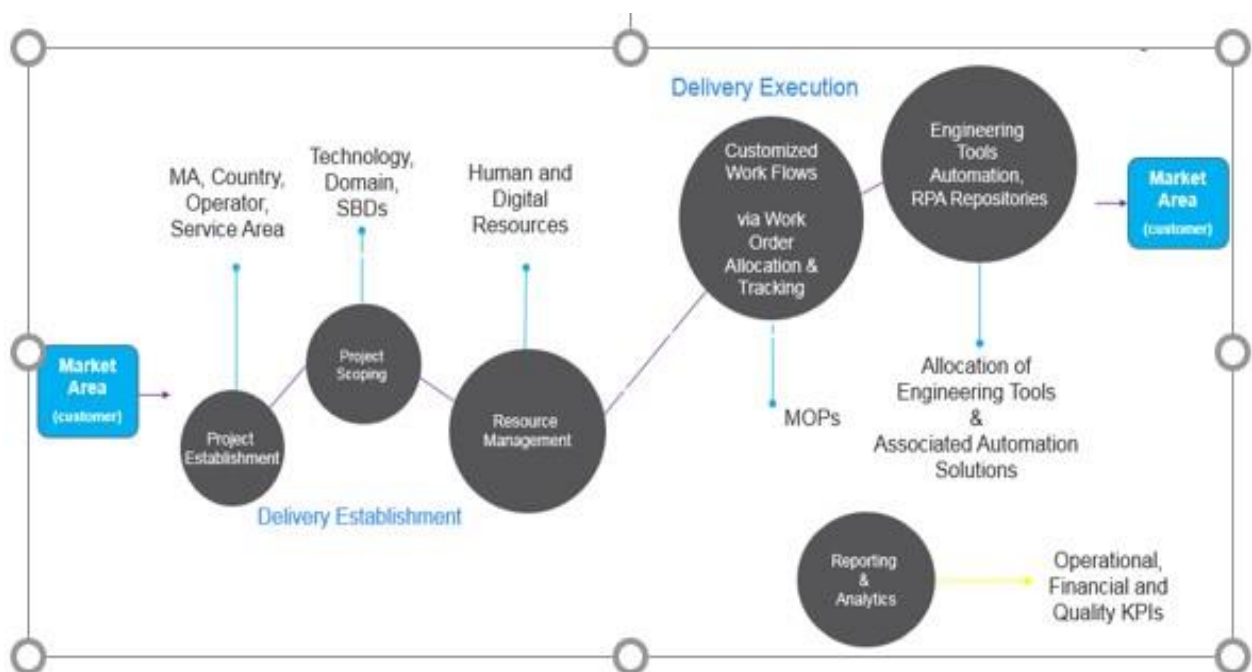 Delivery Execution
MA, Country,
Operator,
Service Area
Technology,
Domain,
SBDs
Human and
Digital
Resources
Customized
Work Flows
via Work
Order
Allocation &
Tracking
Engineering
Tools
Automation,
RPA Repositories
Market
Area
(customer)
Market
Area
(customer)
Project
Establishment
Project
Scoping
Resource
Management
Delivery Establishment
MOPs
Allocation of
Engineering Tools
&
Associated Automation
Solutions
Reporting
&
Analytics
Operational,
Financial and
Quality KPIs